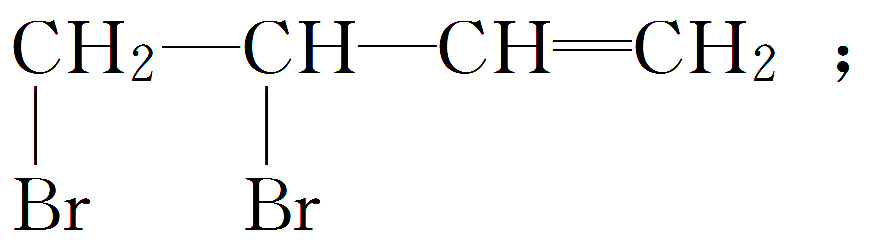 CH₂—CH—CH=CH₂ ;
Br Br